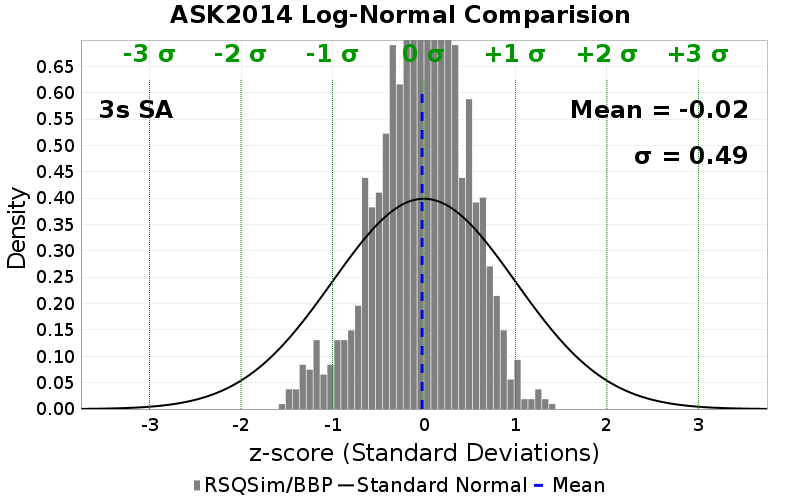 ASK2014 Log-Normal Comparision
-3 σ -2 σ -1 σ 0 σ +1 σ +2 σ +3 σ
3s SA
Mean = -0.02
σ = 0.49
Density
0.65
0.60
0.55
0.50
0.45
0.40
0.35
0.30
0.25
0.20
0.15
0.10
0.05
0.00
-3 -2 -1 0 1 2 3
z-score (Standard Deviations)
RSQSim/BBP Standard Normal Mean